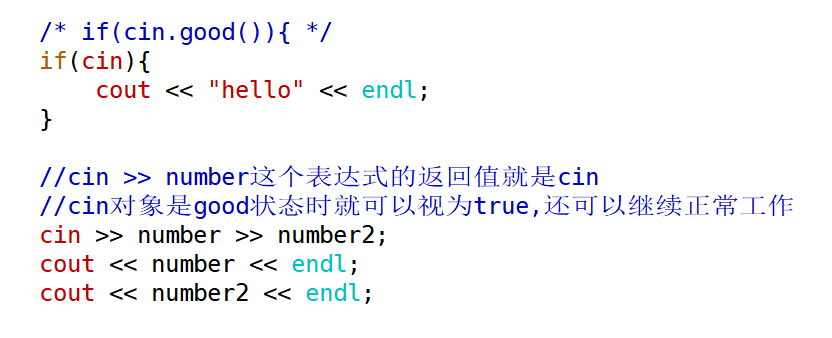 /* if(cin.good()){ */
if(cin){
    cout << "hello" << endl;
}

//cin >> number这个表达式的返回值就是cin
//cin对象是good状态时就可以视为true,还可以继续正常工作
cin >> number >> number2;
cout << number << endl;
cout << number2 << endl;